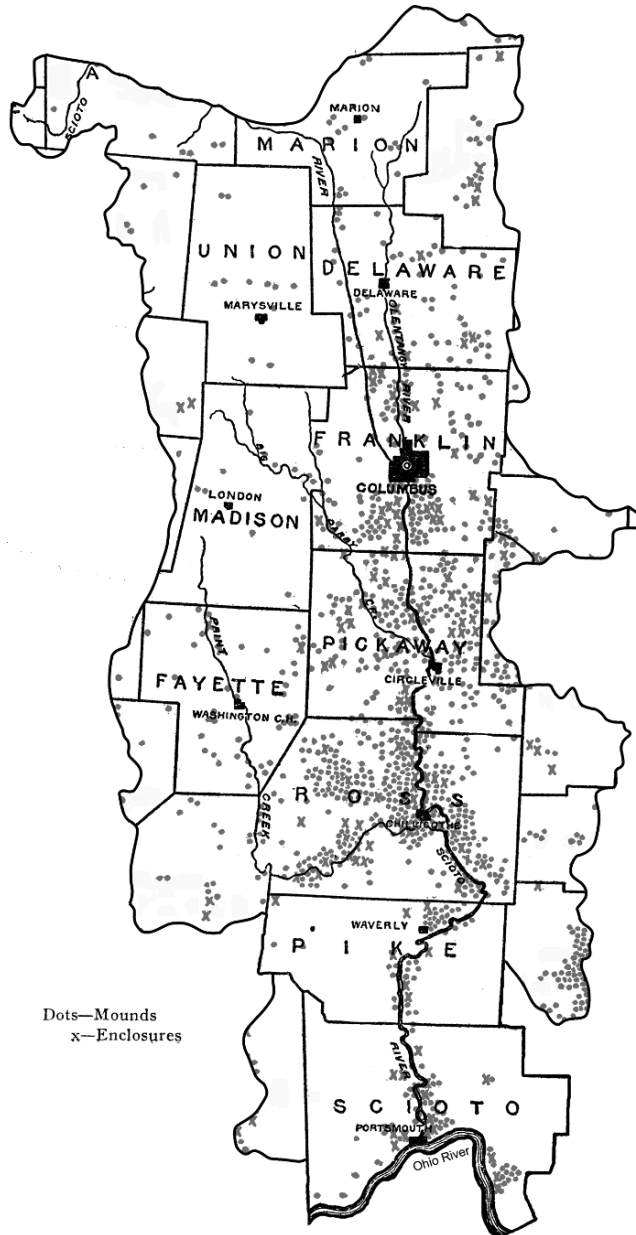 A
SCIOTO
MARION
MARION
RIVER
UNION
DELAWARE
DELAWARE
MARYSVILLE
OLENTANGY
RIVER
FRANKLIN
BIG
COLUMBUS
LONDON
MADISON
DARBY
CR.
PAINT
PICKAWAY
CIRCLEVILLE
FAYETTE
WASHINGTON C.H.
ROSS
CREEK
CHILLICOTHE
SCIOTO
WAVERLY
PIKE
Dots—Mounds
x—Enclosures
RIVER
SCIOTO
PORTSMOUTH
Ohio River